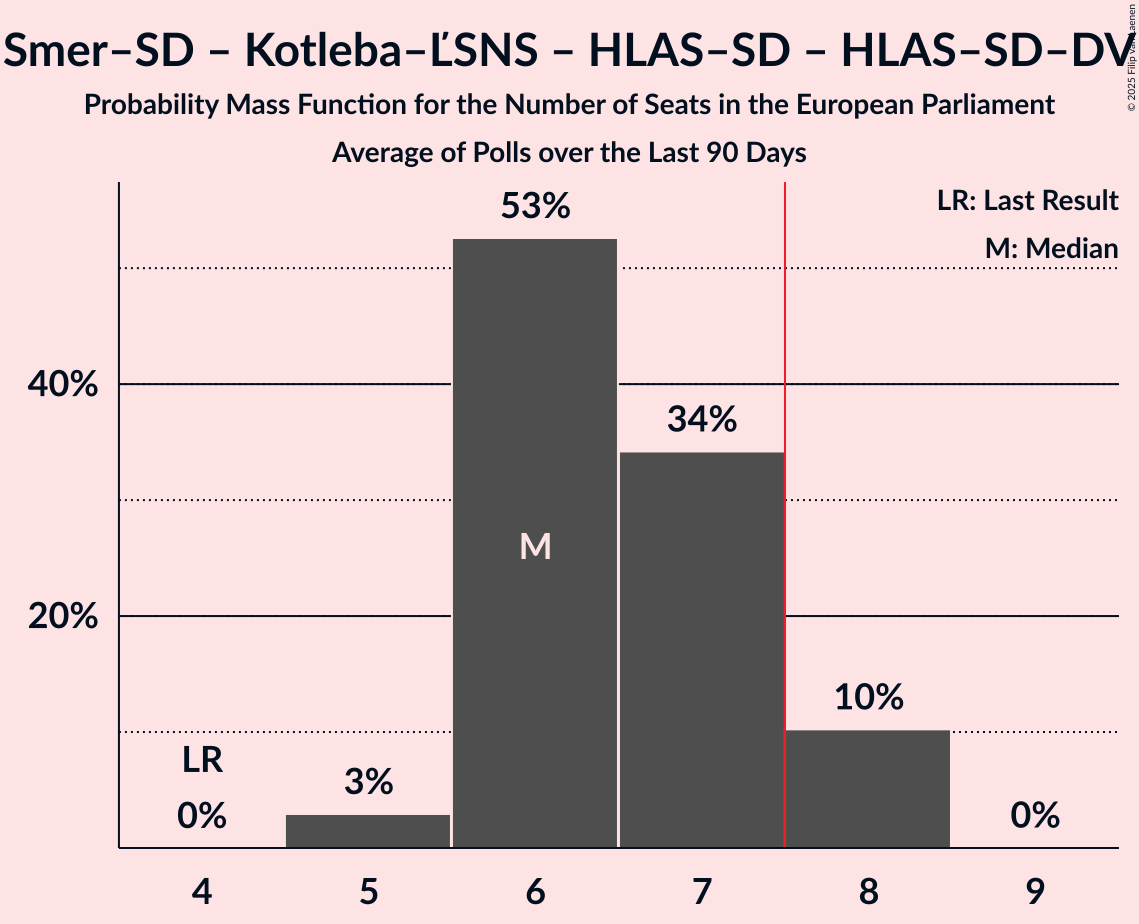 Smer–SD – Kotleba–ĽSNS – HLAS–SD – HLAS–SD–DV
© 2025 Filip van Laenen
Probability Mass Function for the Number of Seats in the European Parliament
Average of Polls over the Last 90 Days
LR: Last Result
M: Median
53%
40%
34%
M
20%
10%
LR
3%
0%
0%
4
5
6
7
8
9